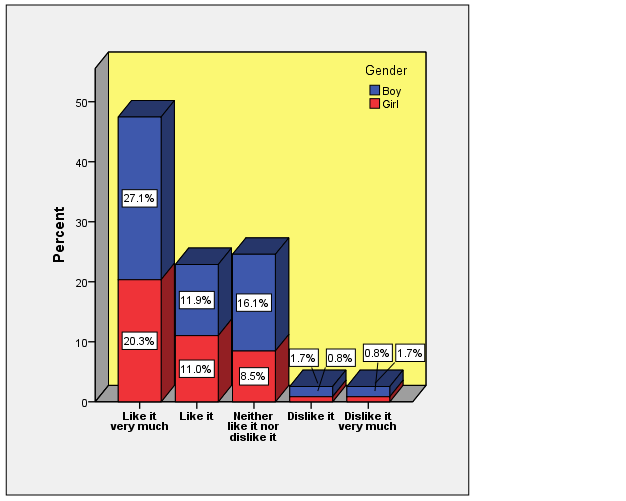 Gender
Boy
Girl
Percent
50
40
30
20
10
0
27.1%
20.3%
11.9%
11.0%
16.1%
8.5%
1.7%
0.8%
0.8%
1.7%
Like it
very much
Like it
Neither
like it nor
dislike it
Dislike it
Dislike it
very much